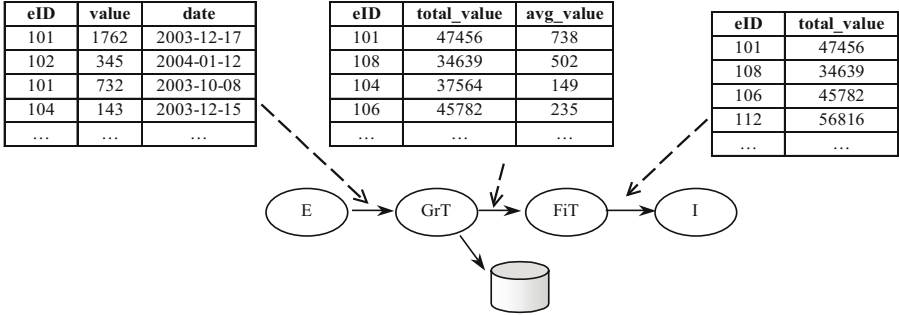 eID value date
101 1762 2003-12-17
102 345 2004-01-12
101 732 2003-10-08
104 143 2003-12-15
… … …
eID total_value avg_value
101 47456 738
108 34639 502
104 37564 149
106 45782 235
… … …
eID total_value
101 47456
108 34639
106 45782
112 56816
… …
E GrT FiT I